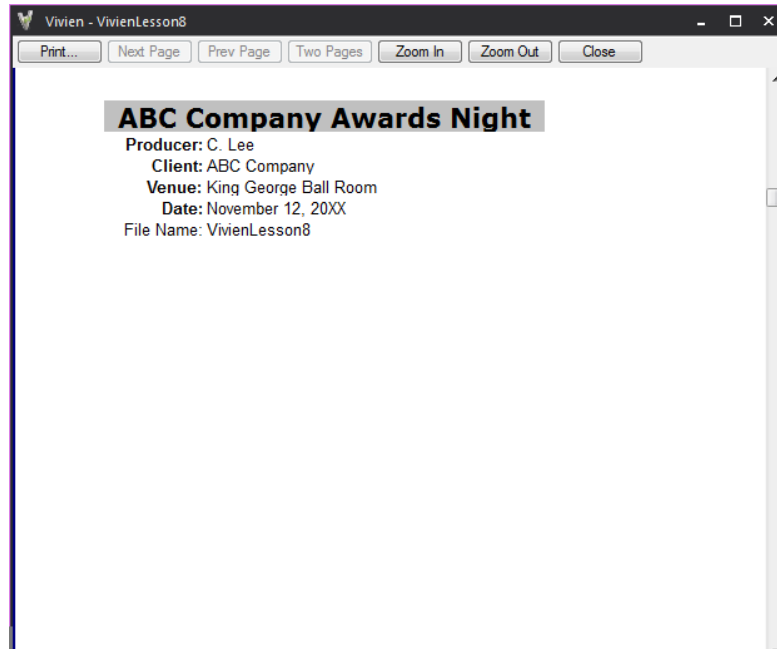 Vivien - VivienLesson8
Print... Next Page Prev Page Two Pages Zoom In Zoom Out Close
ABC Company Awards Night
Producer: C. Lee
Client: ABC Company
Venue: King George Ball Room
Date: November 12, 20XX
File Name: VivienLesson8